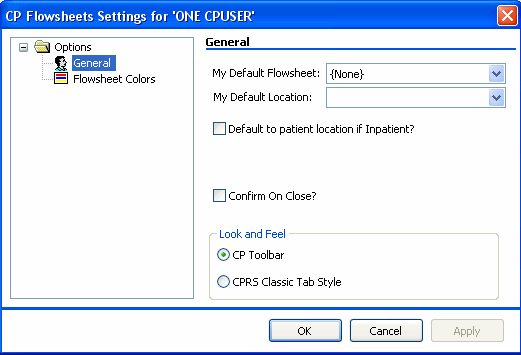 CP Flowsheets Settings for 'ONE CPUSER'
Options
General
Flowsheet Colors
General
My Default Flowsheet: {None}
My Default Location:
Default to patient location if Inpatient?
Confirm On Close?
Look and Feel
CP Toolbar
CPRS Classic Tab Style
OK Cancel Apply